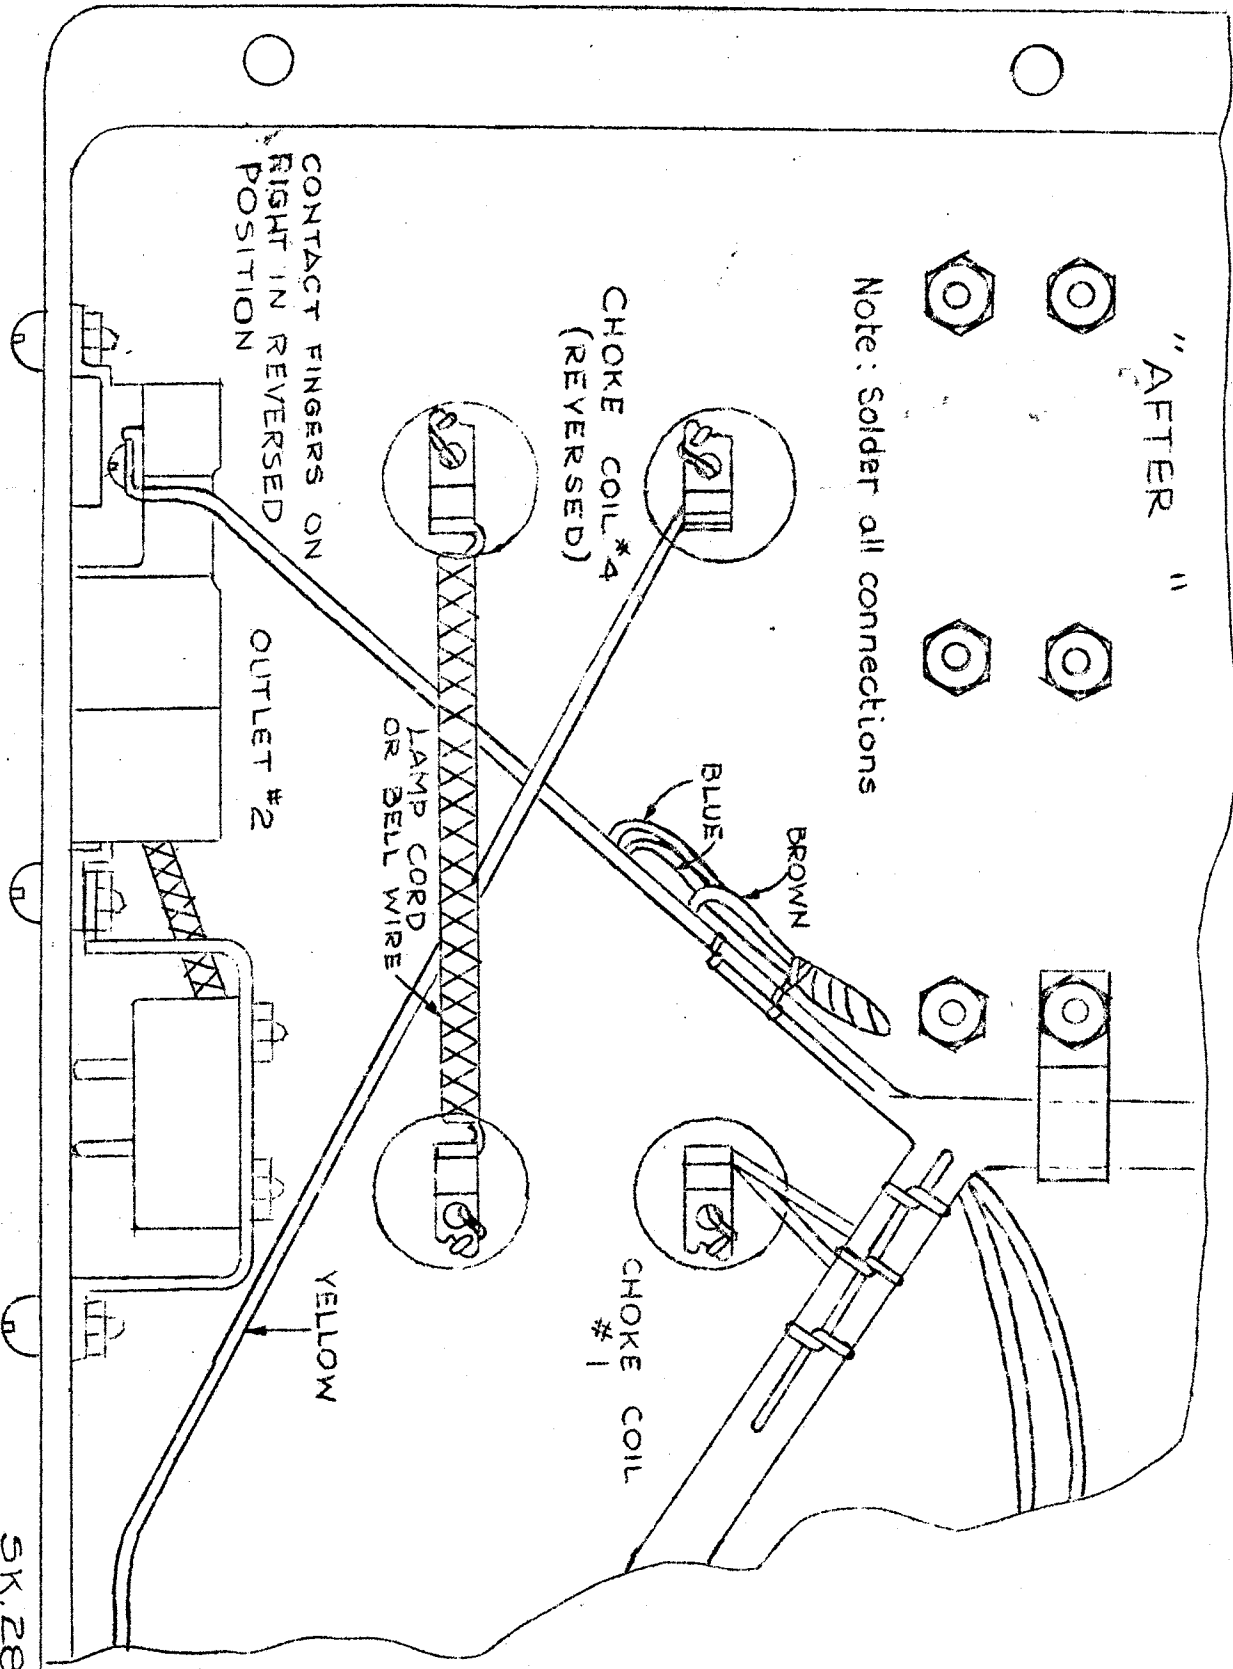 "AFTER"
Note: Solder all connections
CHOKE COIL #4
(REVERSED)
CONTACT FINGERS ON
RIGHT IN REVERSED
POSITION
BLUE
BROWN
LAMP CORD
OR BELL WIRE
OUTLET #2
CHOKE COIL
#1
YELLOW
SK.28